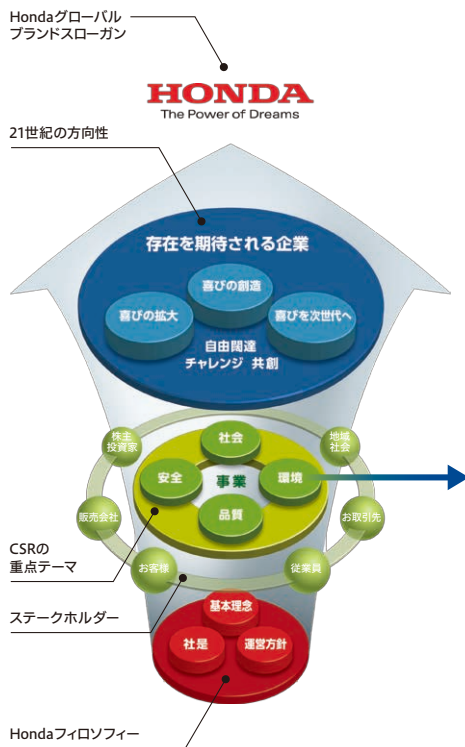 Hondaグローバル
ブランドスローガン
HONDA
The Power of Dreams
21世紀の方向性
存在を期待される企業
喜びの創造
喜びの拡大
喜びを次世代へ
自由闊達
チャレンジ 共創
株主
投資家
社会
地域
社会
安全
事業
環境
販売会社
品質
お取引先
CSRの
重点テーマ
お客様
従業員
ステークホルダー
基本理念
社是
運営方針
Hondaフィロソフィー